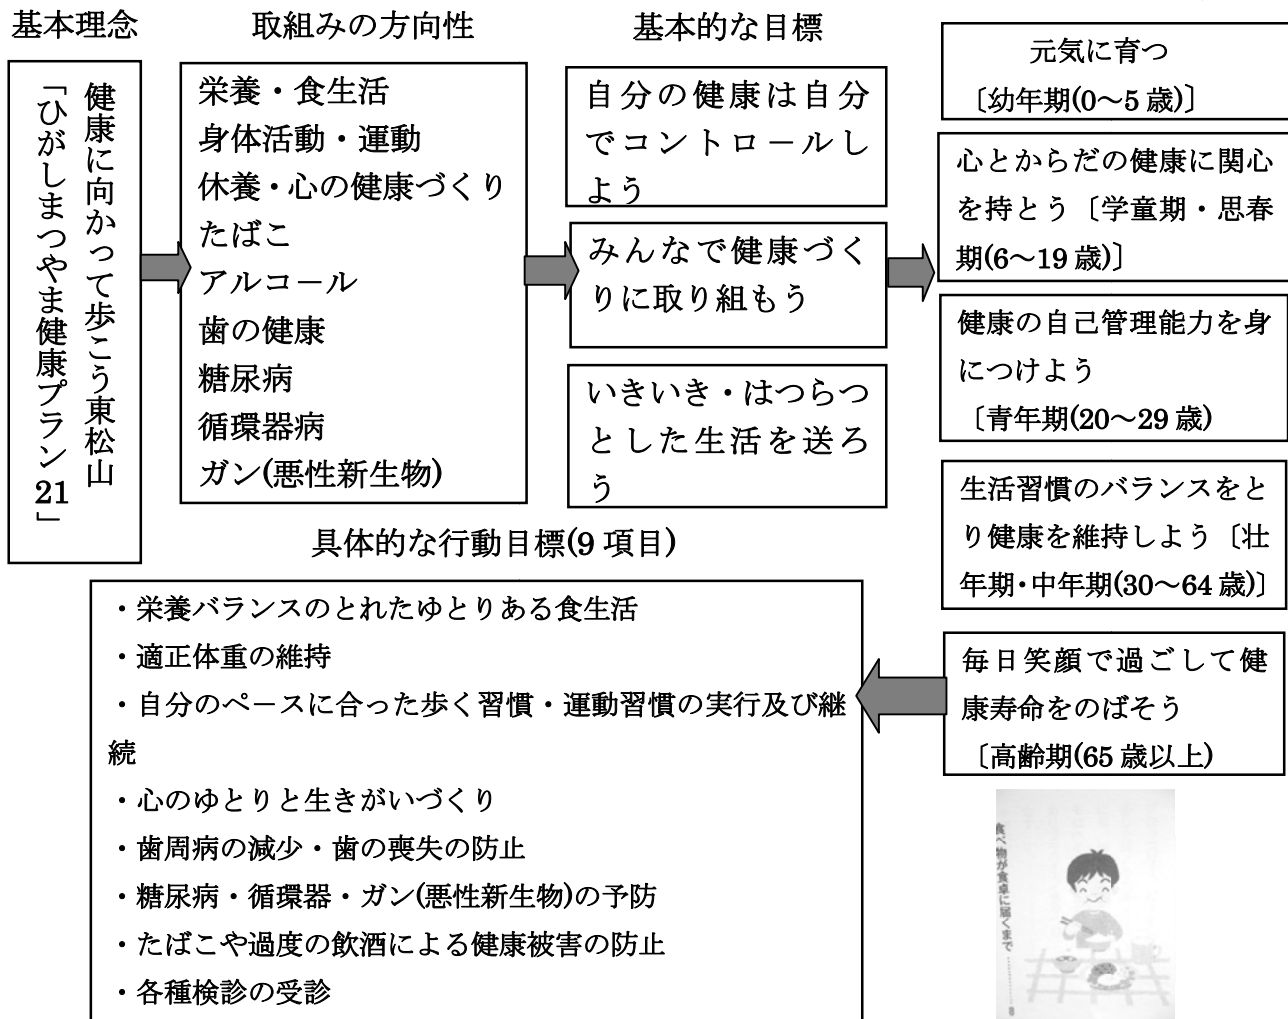 基本理念
健康に向かって歩こう東松山
「ひがしまつやま健康プラン21」
取組みの方向性
栄養・食生活
身体活動・運動
休養・心の健康づくり
たばこ
アルコール
歯の健康
糖尿病
循環器病
ガン(悪性新生物)
基本的な目標
自分の健康は自分
でコントロールし
よう
みんなで健康づく
りに取り組もう
いきいき・はつらつ
とした生活を送ろ
う
元気に育つ
〔幼年期(0～5歳)〕
心とからだの健康に関心
を持とう〔学童期・思春
期(6～19歳)〕
健康の自己管理能力を身
につけよう
〔青年期(20～29歳)
生活習慣のバランスをと
り健康を維持しよう〔壮
年期・中年期(30～64歳)〕
毎日笑顔で過ごして健
康寿命をのばそう
〔高齢期(65歳以上)
具体的な行動目標(9項目)
・栄養バランスのとれたゆとりある食生活
・適正体重の維持
・自分のペースに合った歩く習慣・運動習慣の実行及び継
続
・心のゆとりと生きがいづくり
・歯周病の減少・歯の喪失の防止
・糖尿病・循環器・ガン(悪性新生物)の予防
・たばこや過度の飲酒による健康被害の防止
・各種検診の受診
食べ物が食卓に届くまで…………8